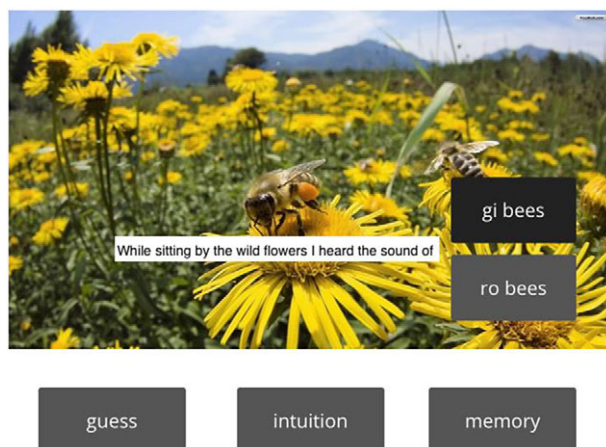 While sitting by the wild flowers I heard the sound of
gi bees
ro bees
guess
intuition
memory